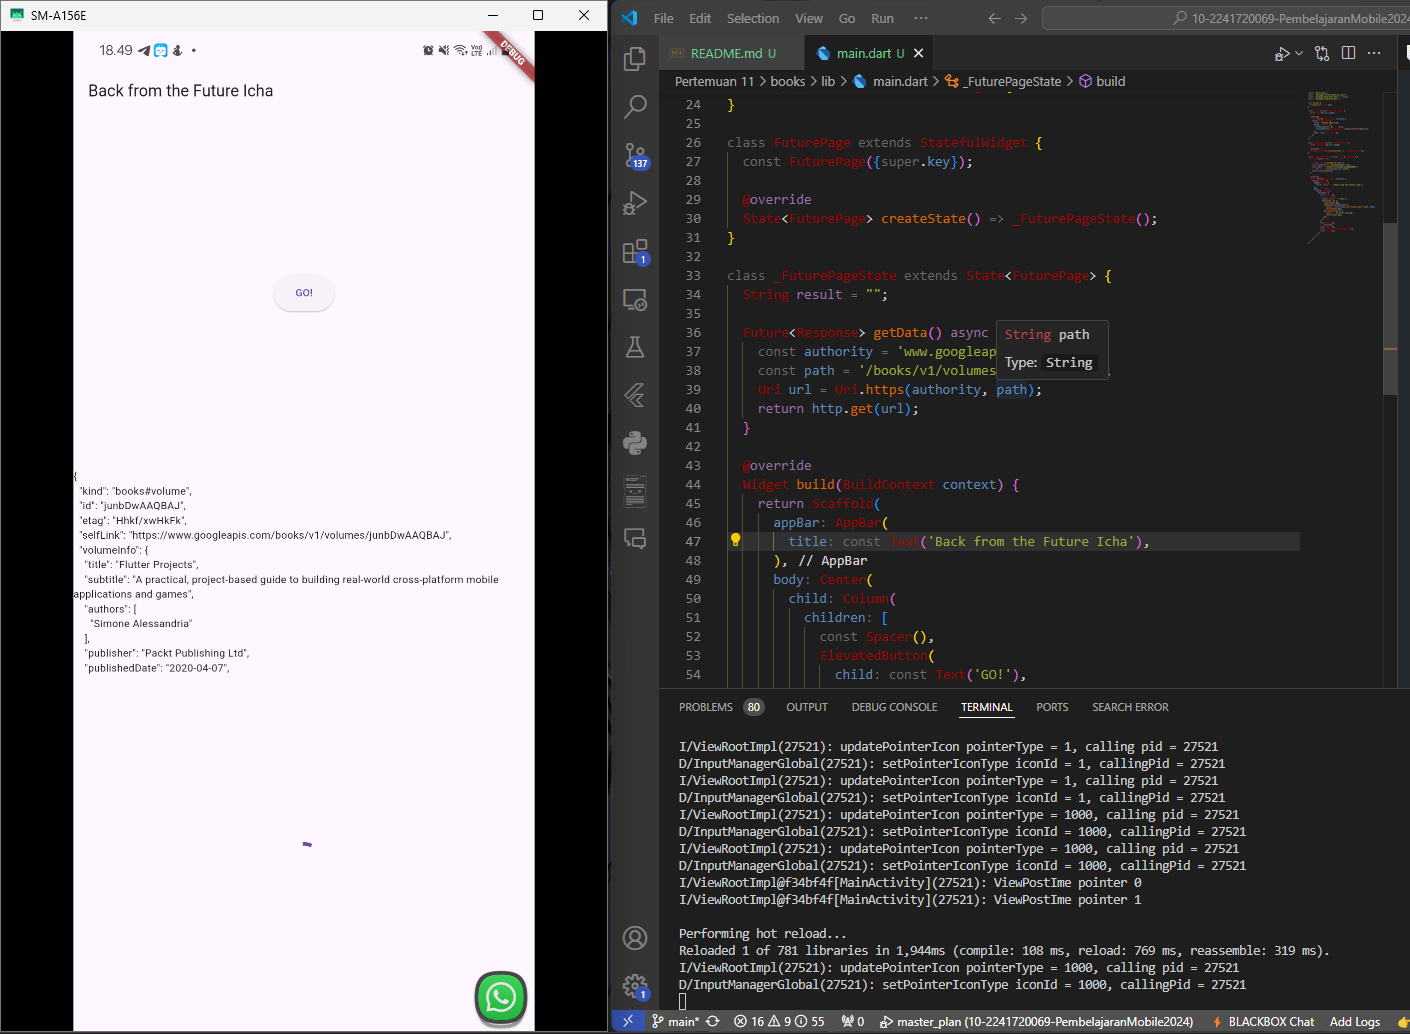 SM-A156E
18.49
DEBUG
Back from the Future Icha
GO!
{
"kind": "books#volume",
"id": "junbDwAAQBAJ",
"etag": "Hhkf/xwHkFk",
"selfLink": "https://www.googleapis.com/books/v1/volumes/junbDwAAQBAJ",
"volumeInfo": {
"title": "Flutter Projects",
"subtitle": "A practical, project-based guide to building real-world cross-platform mobile
applications and games",
"authors": [
"Simone Alessandria"
],
"publisher": "Packt Publishing Ltd",
"publishedDate": "2020-04-07",
File Edit Selection View Go Run ··· 10-2241720069-PembelajaranMobile2024
README.md U main.dart U
Pertemuan 11 > books > lib > main.dart > _FuturePageState > build
24 }
25
26 class FuturePage extends StatefulWidget {
27 const FuturePage({super.key});
28
29 @override
30 State<FuturePage> createState() => _FuturePageState();
31 }
32
33 class _FuturePageState extends State<FuturePage> {
34 String result = "";
35
36 Future<Response> getData() async
37 const authority = 'www.googleap
38 const path = '/books/v1/volumes
39 Uri url = Uri.https(authority, path);
40 return http.get(url);
41 }
42
43 @override
44 Widget build(BuildContext context) {
45 return Scaffold(
46 appBar: AppBar(
47 title: const Text('Back from the Future Icha'),
48 ), // AppBar
49 body: Center(
50 child: Column(
51 children: [
52 const Spacer(),
53 ElevatedButton(
54 child: const Text('GO!'),
String path
Type: String
137
1
1
PROBLEMS 80 OUTPUT DEBUG CONSOLE TERMINAL PORTS SEARCH ERROR
I/ViewRootImpl(27521): updatePointerIcon pointerType = 1, calling pid = 27521
D/InputManagerGlobal(27521): setPointerIconType iconId = 1, callingPid = 27521
I/ViewRootImpl(27521): updatePointerIcon pointerType = 1, calling pid = 27521
D/InputManagerGlobal(27521): setPointerIconType iconId = 1, callingPid = 27521
I/ViewRootImpl(27521): updatePointerIcon pointerType = 1000, calling pid = 27521
D/InputManagerGlobal(27521): setPointerIconType iconId = 1000, callingPid = 27521
I/ViewRootImpl(27521): updatePointerIcon pointerType = 1000, calling pid = 27521
D/InputManagerGlobal(27521): setPointerIconType iconId = 1000, callingPid = 27521
I/ViewRootImpl@f34bf4f[MainActivity](27521): ViewPostIme pointer 0
I/ViewRootImpl@f34bf4f[MainActivity](27521): ViewPostIme pointer 1
Performing hot reload...
Reloaded 1 of 781 libraries in 1,944ms (compile: 108 ms, reload: 769 ms, reassemble: 319 ms).
I/ViewRootImpl(27521): updatePointerIcon pointerType = 1000, calling pid = 27521
D/InputManagerGlobal(27521): setPointerIconType iconId = 1000, callingPid = 27521
main* 16 9 55 0 master_plan (10-2241720069-PembelajaranMobile2024) BLACKBOX Chat Add Logs